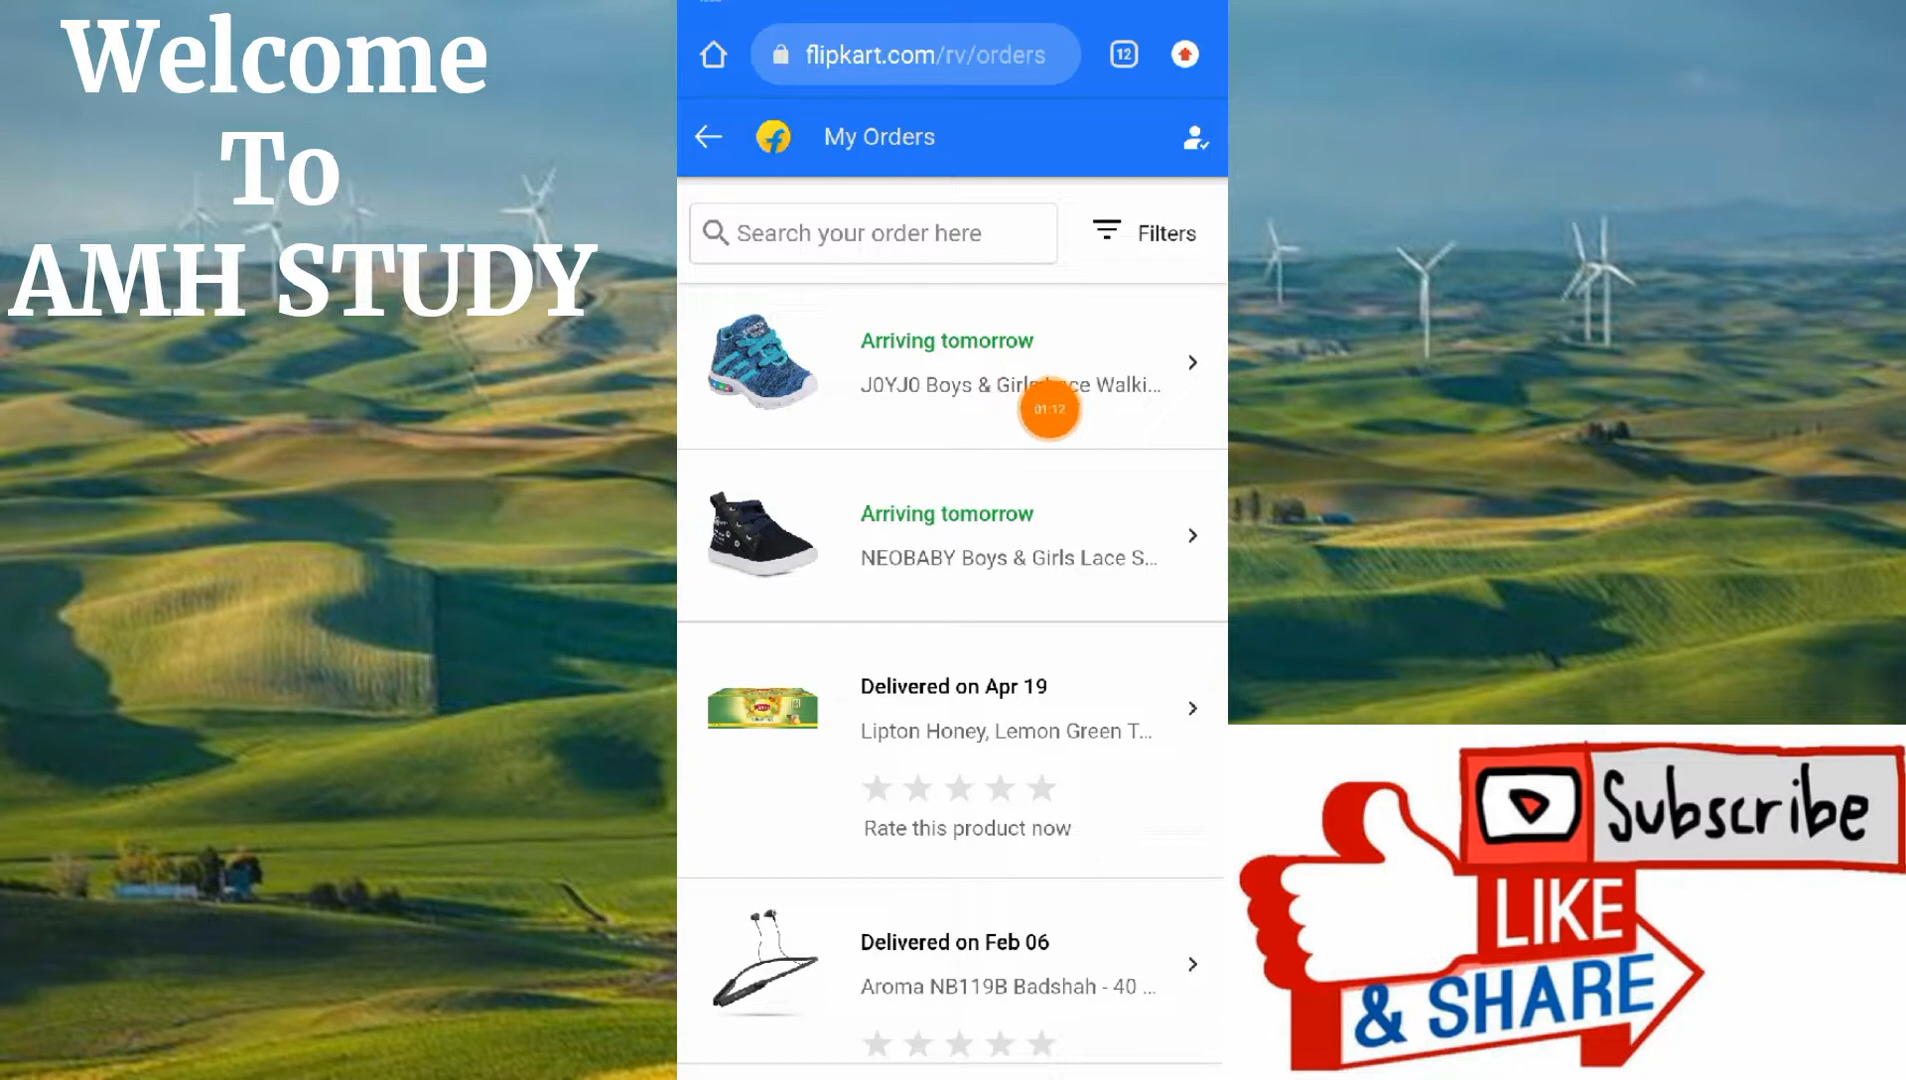 Welcome
To
AMH STUDY
flipkart.com/rv/orders
12
My Orders
Search your order here
Filters
Arriving tomorrow
J0YJ0 Boys & Girls Lace Walki...
01:12
Arriving tomorrow
NEOBABY Boys & Girls Lace S...
Delivered on Apr 19
Lipton Honey, Lemon Green T...
Rate this product now
Delivered on Feb 06
Aroma NB119B Badshah - 40 ...
Subscribe
LIKE
& SHARE